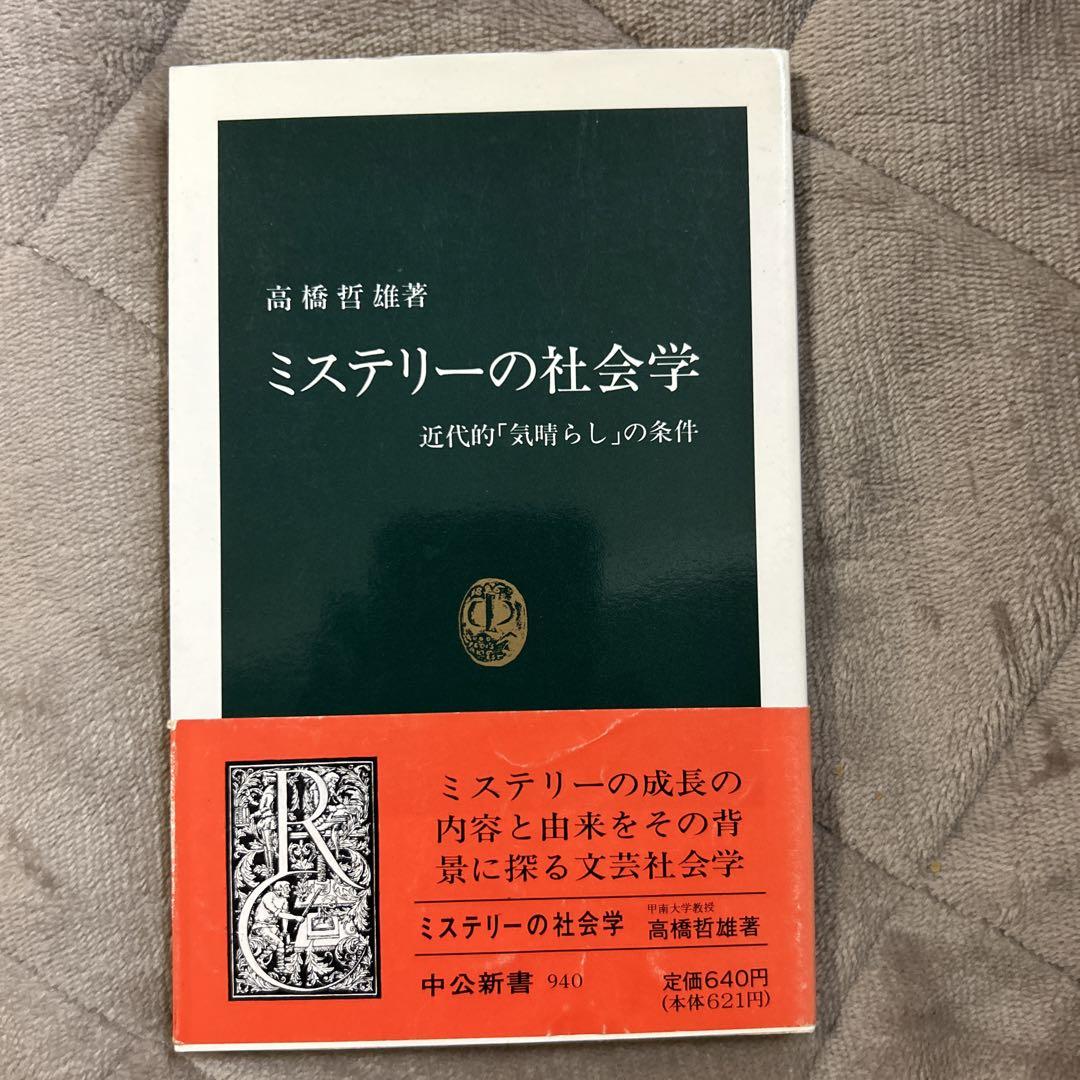 高橋哲雄著
ミステリーの社会学
近代的「気晴らし」の条件
RC
ミステリーの成長の
内容と由来をその背
景に探る文芸社会学
ミステリーの社会学
甲南大学教授
高橋哲雄著
中公新書 940
定価640円
(本体621円)